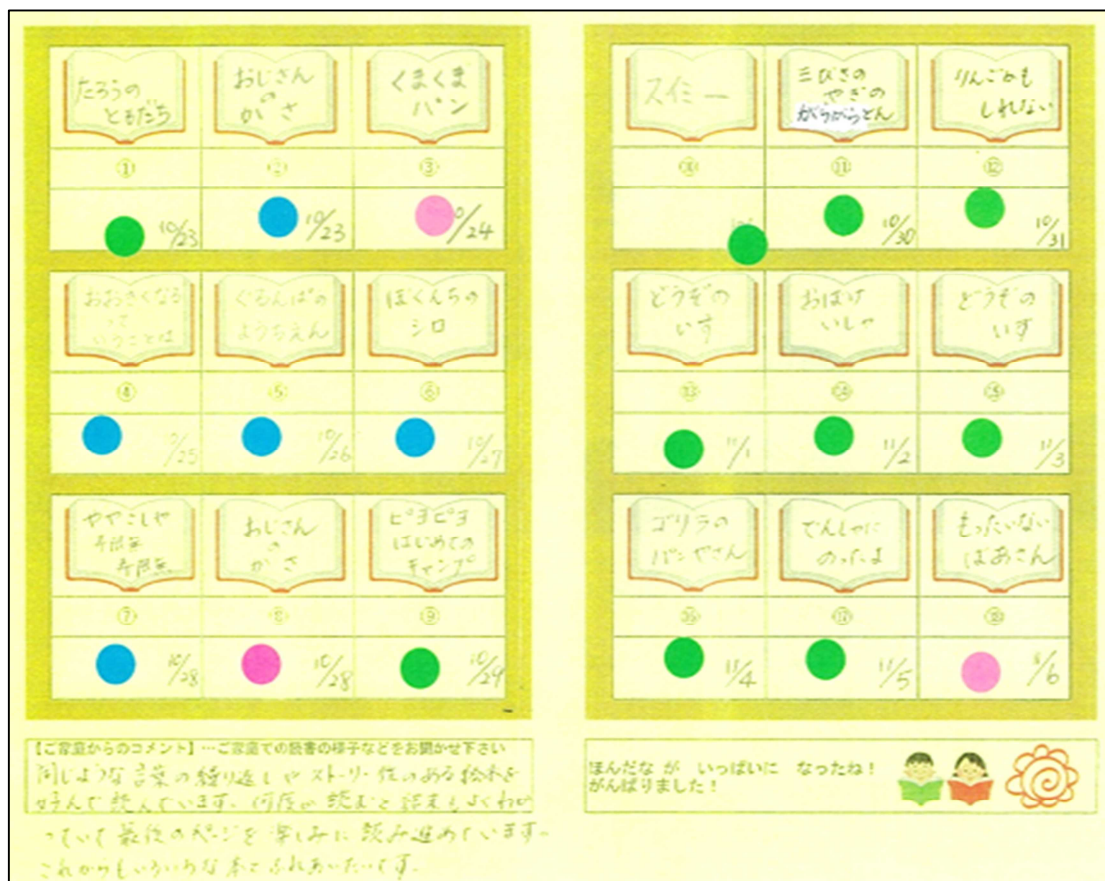 たろうの
ともだち
おじさん
の
かさ
くまくま
パン
①
②
③
10/23
10/23
10/24
おおきくなる
って
いうことは
ぐるんぱの
ようちえん
ぼくんちの
シロ
④
⑤
⑥
10/26
10/27
ややこしや
寿限無
寿限無
おじさん
の
かさ
ピヨピヨ
はじめての
キャンプ
⑦
⑧
⑨
10/28
10/28
10/29
【ご家庭からのコメント】…ご家庭での読書の様子などをお聞かせ下さい
同じような言葉の繰り返しやストーリー性のある絵本を
好んで読んでいます。何度か読むと結末もよくわか
っていて最後のページを楽しみに読み進めています。
これからもいろいろな本にふれあいたいです。
スイミー
三びきの
やぎの
がらがらどん
りんごかも
しれない
⑩
⑪
⑫
10/30
10/31
どうぞの
いす
おばけ
いしゃ
どうぞの
いす
⑬
⑭
⑮
11/1
11/2
11/3
ゴリラの
パンやさん
でんしゃに
のったよ
もったいない
ばあさん
⑯
⑰
⑱
11/4
11/5
11/6
ほんだな が いっぱいに なったね！
がんばりました！